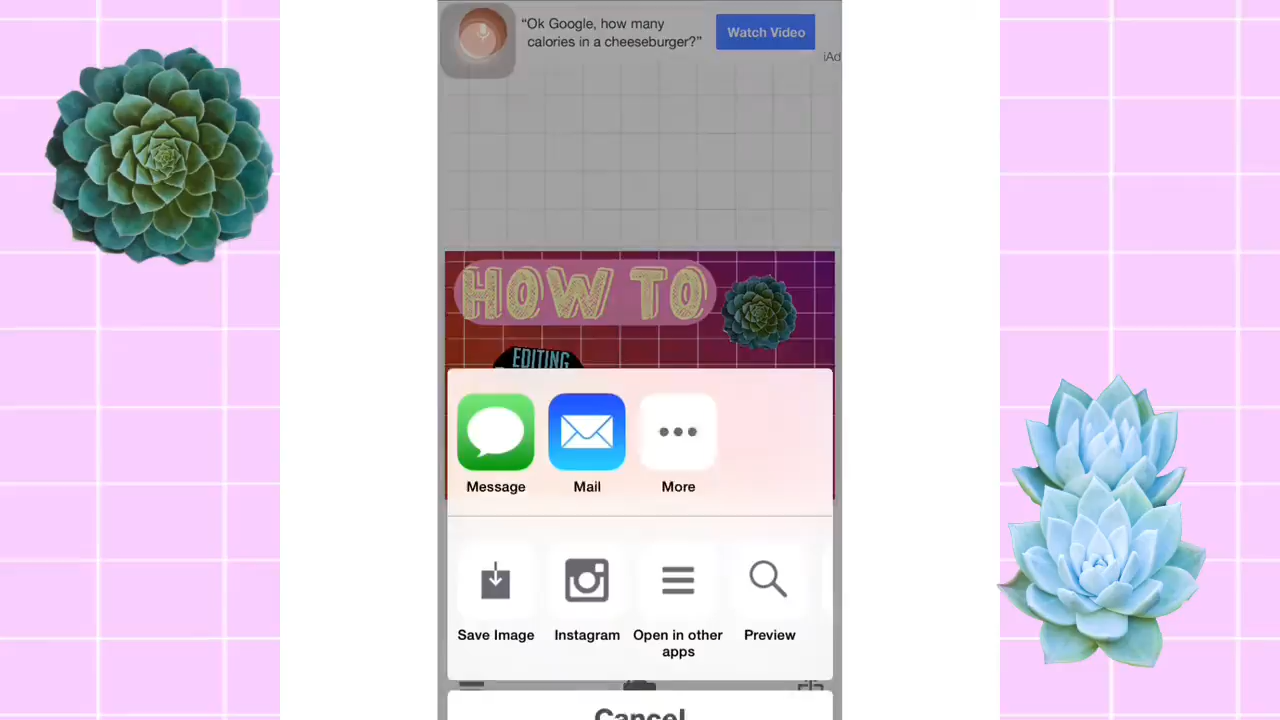 “Ok Google, how many
calories in a cheeseburger?”
Watch Video
iAd
HOW TO
EDITING
Message
Mail
More
Save Image
Instagram
Open in other
apps
Preview
Cancel